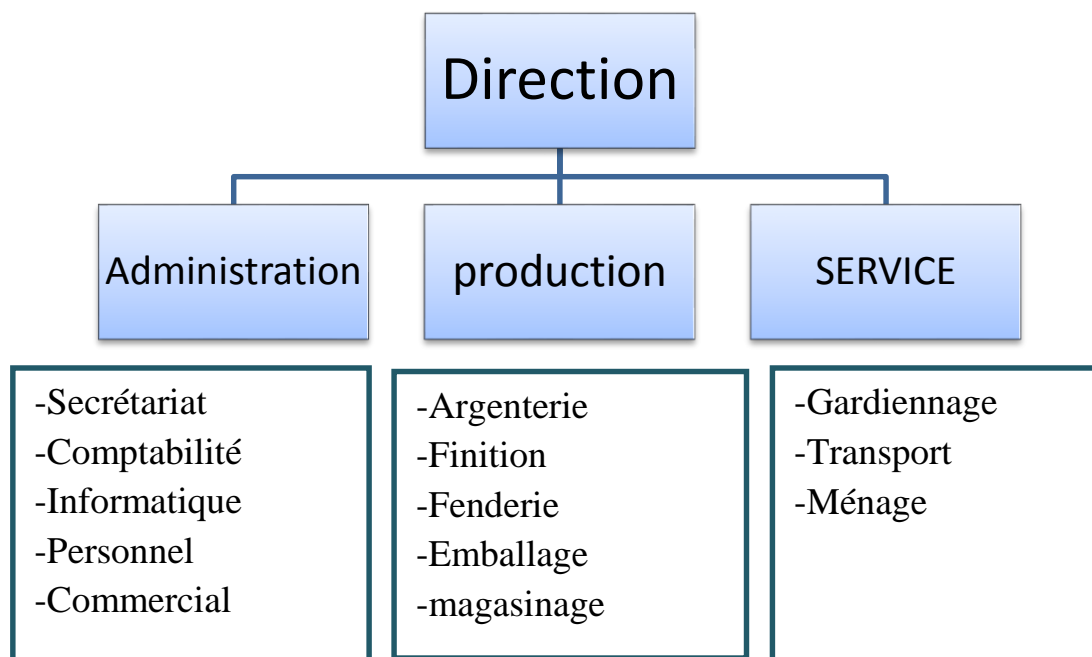 Direction
Administration
production
SERVICE
-Secrétariat
-Comptabilité
-Informatique
-Personnel
-Commercial
-Argenterie
-Finition
-Fenderie
-Emballage
-magasinage
-Gardiennage
-Transport
-Ménage